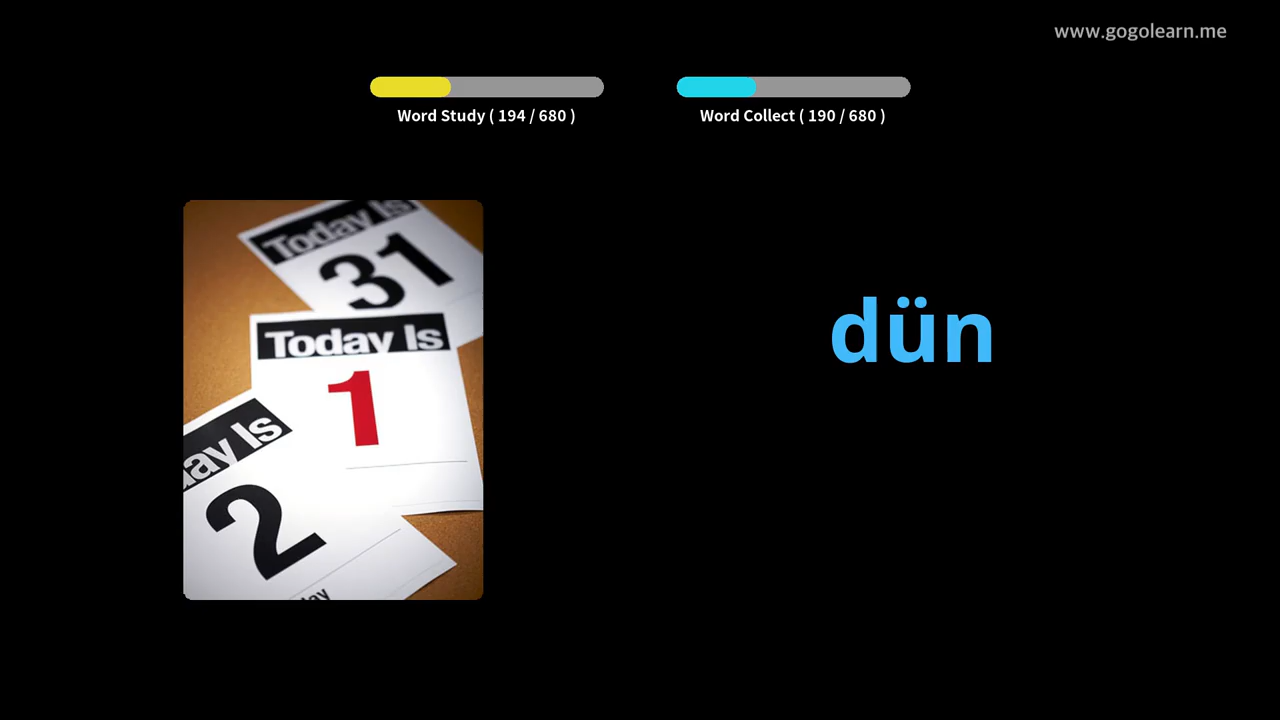 www.gogolearn.me
Word Study ( 194 / 680 )
Word Collect ( 190 / 680 )
Today Is
31
Today Is
1
day Is
2
dün